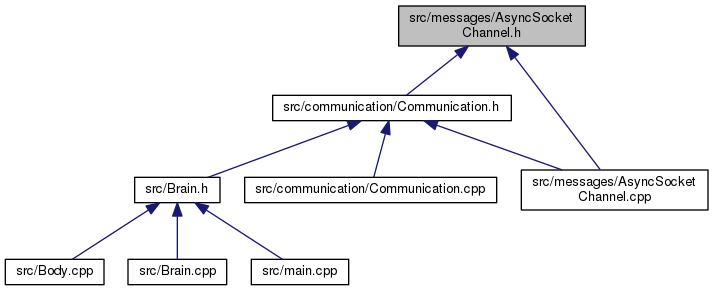 src/messages/AsyncSocket
Channel.h
src/communication/Communication.h
src/Brain.h
src/communication/Communication.cpp
src/messages/AsyncSocket
Channel.cpp
src/Body.cpp
src/Brain.cpp
src/main.cpp